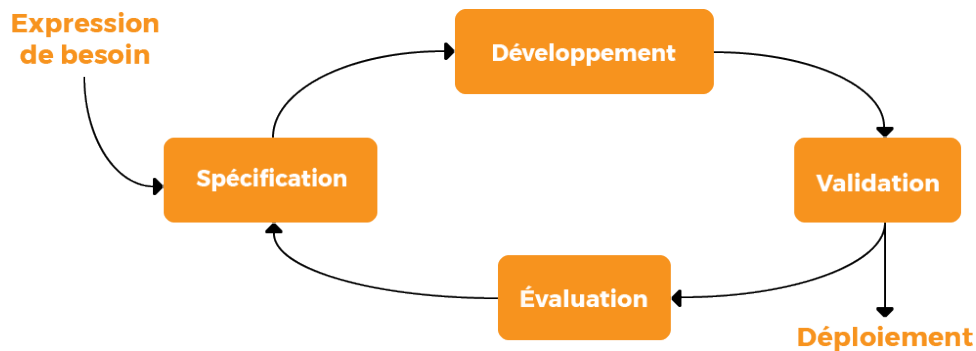 Expression
de besoin
Développement
Spécification
Validation
Évaluation
Déploiement